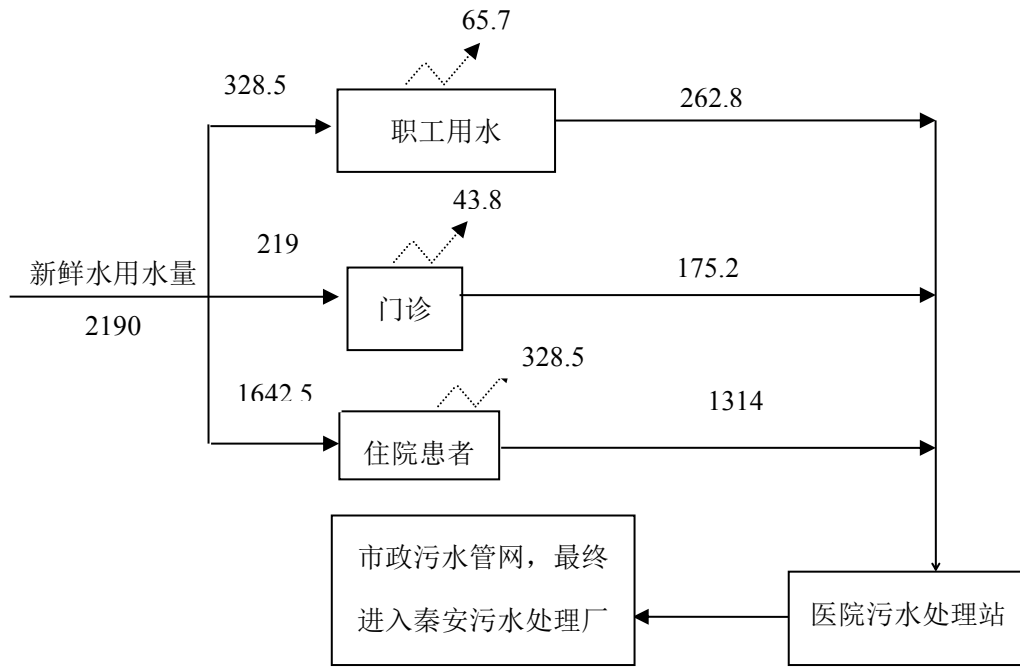 65.7
328.5
262.8
职工用水
43.8
219
175.2
新鲜水用水量
门诊
2190
328.5
1642.5
1314
住院患者
市政污水管网，最终
进入秦安污水处理厂
医院污水处理站